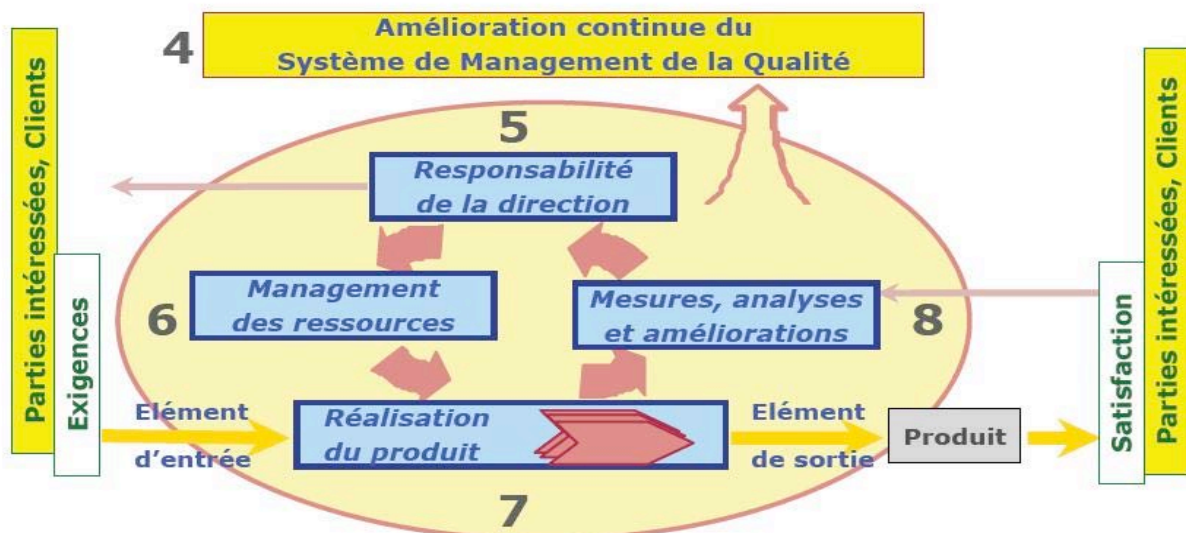 4
Amélioration continue du
Système de Management de la Qualité
Parties intéressées, Clients
Exigences
5
Responsabilité
de la direction
6
Management
des ressources
Mesures, analyses
et améliorations
8
Elément
d’entrée
Réalisation
du produit
Elément
de sortie
Produit
7
Satisfaction
Parties intéressées, Clients